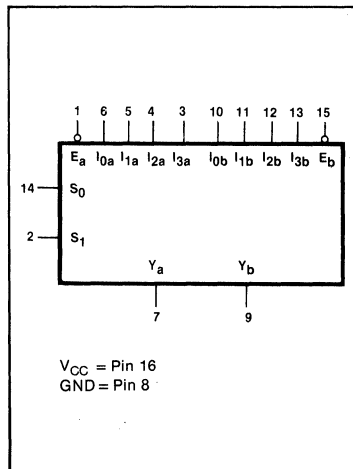 1 6 5 4 3 10 11 12 13 15
Ea I0a I1a I2a I3a I0b I1b I2b I3b Eb
14 S0
2 S1
Ya Yb
7 9
VCC = Pin 16
GND = Pin 8